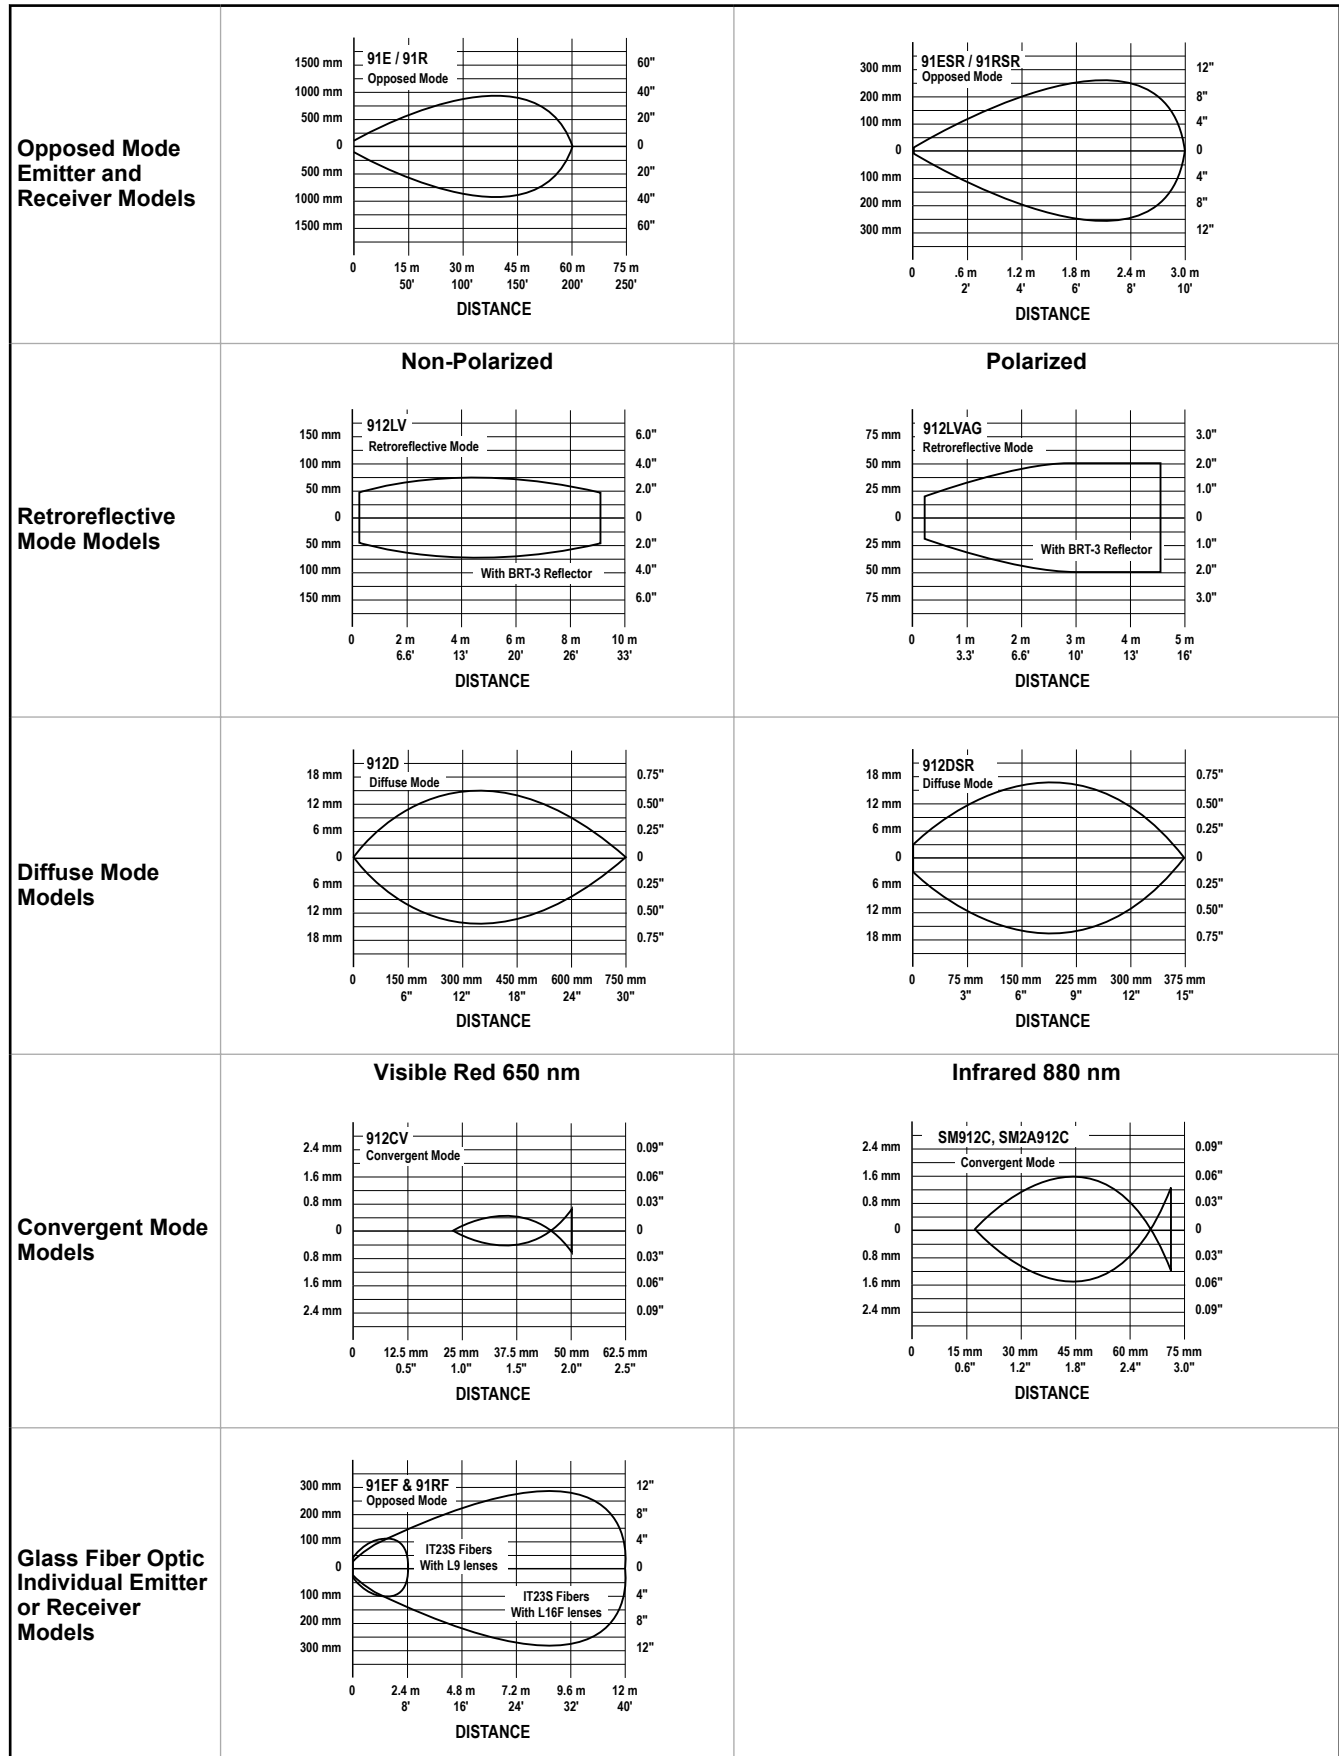 Opposed Mode
Emitter and
Receiver Models
91E / 91R
Opposed Mode
1500 mm
1000 mm
500 mm
0
500 mm
1000 mm
1500 mm
60"
40"
20"
0
20"
40"
60"
0 15 m 30 m 45 m 60 m 75 m
50' 100' 150' 200' 250'
DISTANCE
91ESR / 91RSR
Opposed Mode
300 mm
200 mm
100 mm
0
100 mm
200 mm
300 mm
12"
8"
4"
0
4"
8"
12"
0 .6 m 1.2 m 1.8 m 2.4 m 3.0 m
2' 4' 6' 8' 10'
DISTANCE
Retroreflective
Mode Models
Non-Polarized
912LV
Retroreflective Mode
150 mm
100 mm
50 mm
0
50 mm
100 mm
150 mm
6.0"
4.0"
2.0"
0
2.0"
4.0"
6.0"
With BRT-3 Reflector
0 2 m 4 m 6 m 8 m 10 m
6.6' 13' 20' 26' 33'
DISTANCE
Polarized
912LVAG
Retroreflective Mode
75 mm
50 mm
25 mm
0
25 mm
50 mm
75 mm
3.0"
2.0"
1.0"
0
1.0"
2.0"
3.0"
With BRT-3 Reflector
0 1 m 2 m 3 m 4 m 5 m
3.3' 6.6' 10' 13' 16'
DISTANCE
Diffuse Mode
Models
912D
Diffuse Mode
18 mm
12 mm
6 mm
0
6 mm
12 mm
18 mm
0.75"
0.50"
0.25"
0
0.25"
0.50"
0.75"
0 150 mm 300 mm 450 mm 600 mm 750 mm
6" 12" 18" 24" 30"
DISTANCE
912DSR
Diffuse Mode
18 mm
12 mm
6 mm
0
6 mm
12 mm
18 mm
0.75"
0.50"
0.25"
0
0.25"
0.50"
0.75"
0 75 mm 150 mm 225 mm 300 mm 375 mm
3" 6" 9" 12" 15"
DISTANCE
Convergent Mode
Models
Visible Red 650 nm
912CV
Convergent Mode
2.4 mm
1.6 mm
0.8 mm
0
0.8 mm
1.6 mm
2.4 mm
0.09"
0.06"
0.03"
0
0.03"
0.06"
0.09"
0 12.5 mm 25 mm 37.5 mm 50 mm 62.5 mm
0.5" 1.0" 1.5" 2.0" 2.5"
DISTANCE
Infrared 880 nm
SM912C, SM2A912C
Convergent Mode
2.4 mm
1.6 mm
0.8 mm
0
0.8 mm
1.6 mm
2.4 mm
0.09"
0.06"
0.03"
0
0.03"
0.06"
0.09"
0 15 mm 30 mm 45 mm 60 mm 75 mm
0.6" 1.2" 1.8" 2.4" 3.0"
DISTANCE
Glass Fiber Optic
Individual Emitter
or Receiver
Models
91EF & 91RF
Opposed Mode
300 mm
200 mm
100 mm
0
100 mm
200 mm
300 mm
12"
8"
4"
0
4"
8"
12"
IT23S Fibers
With L9 lenses
IT23S Fibers
With L16F lenses
0 2.4 m 4.8 m 7.2 m 9.6 m 12 m
8' 16' 24' 32' 40'
DISTANCE